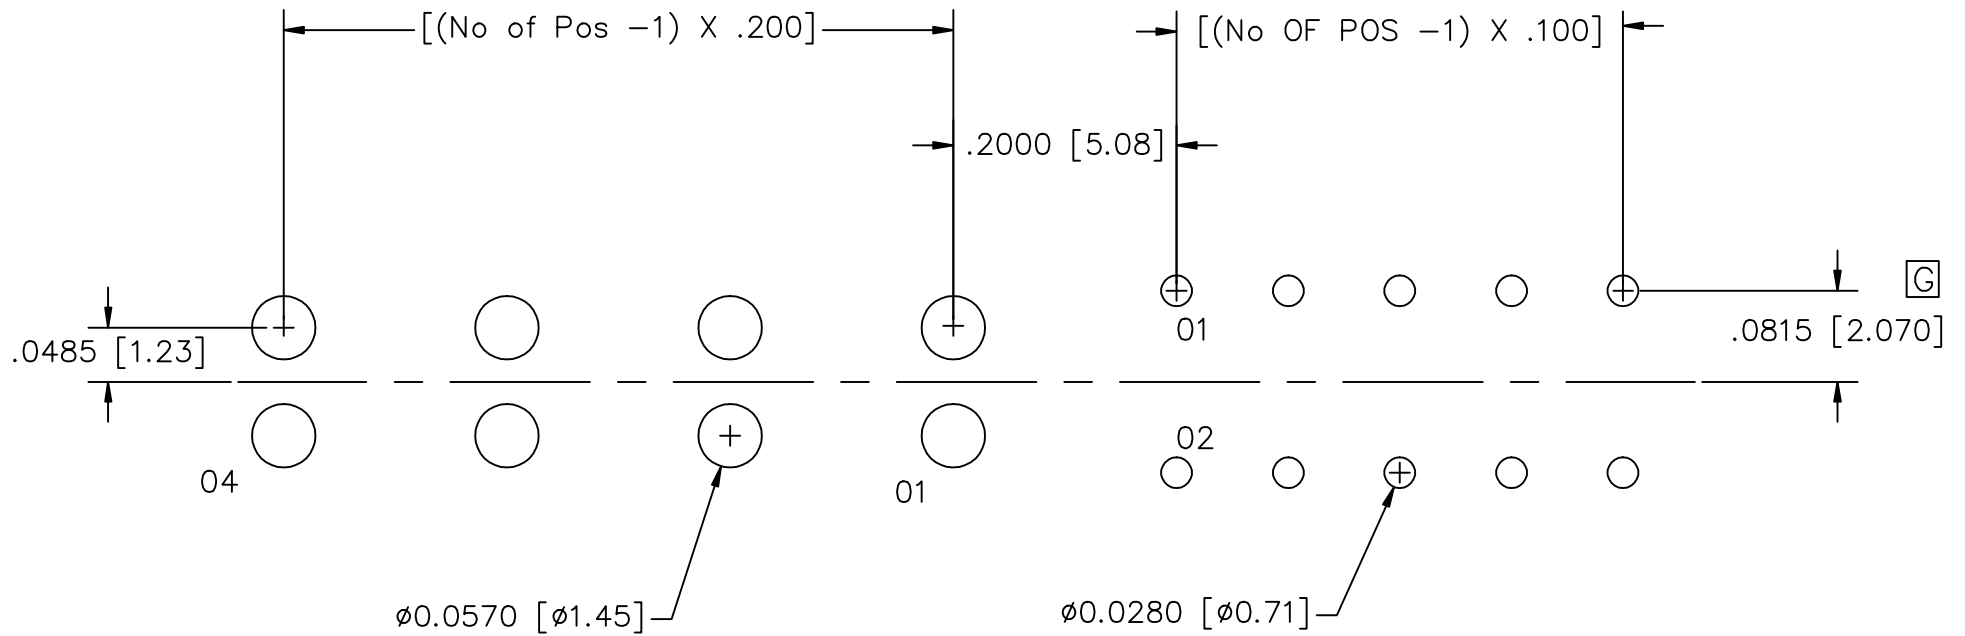 [(No of Pos -1) X .200]
[(No OF POS -1) X .100]
.2000 [5.08]
G
01
.0815 [2.070]
.0485 [1.23]
02
04
01
ø0.0570 [ø1.45]
ø0.0280 [ø0.71]